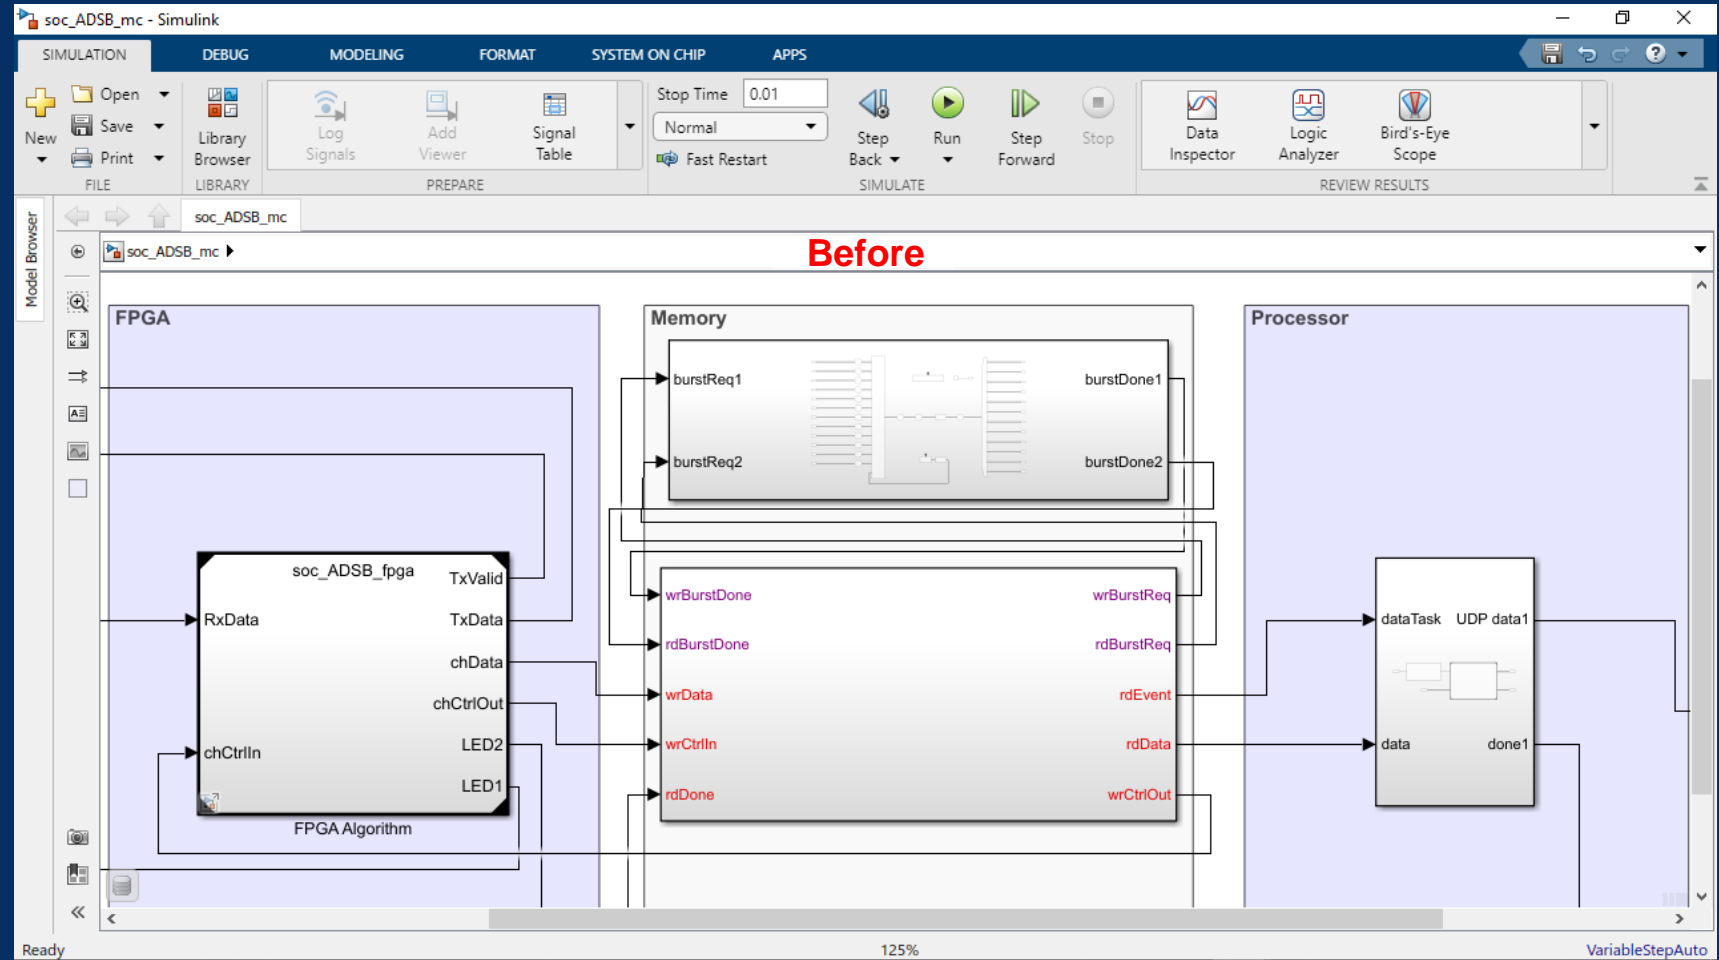 soc_ADSB_mc - Simulink
SIMULATION DEBUG MODELING FORMAT SYSTEM ON CHIP APPS
New
Open
Save
Print
FILE
Library Browser
LIBRARY
Log Signals
Add Viewer
Signal Table
PREPARE
Stop Time 0.01
Normal
Fast Restart
Step Back
Run
Step Forward
Stop
SIMULATE
Data Inspector
Logic Analyzer
Bird's-Eye Scope
REVIEW RESULTS
Model Browser
soc_ADSB_mc
soc_ADSB_mc
Before
FPGA
soc_ADSB_fpga
RxData
chCtrlIn
TxValid
TxData
chData
chCtrlOut
LED2
LED1
FPGA Algorithm
Memory
burstReq1
burstReq2
burstDone1
burstDone2
wrBurstDone
rdBurstDone
wrData
wrCtrlIn
rdDone
wrBurstReq
rdBurstReq
rdEvent
rdData
wrCtrlOut
Processor
dataTask UDP data1
data done1
Ready 125% VariableStepAuto